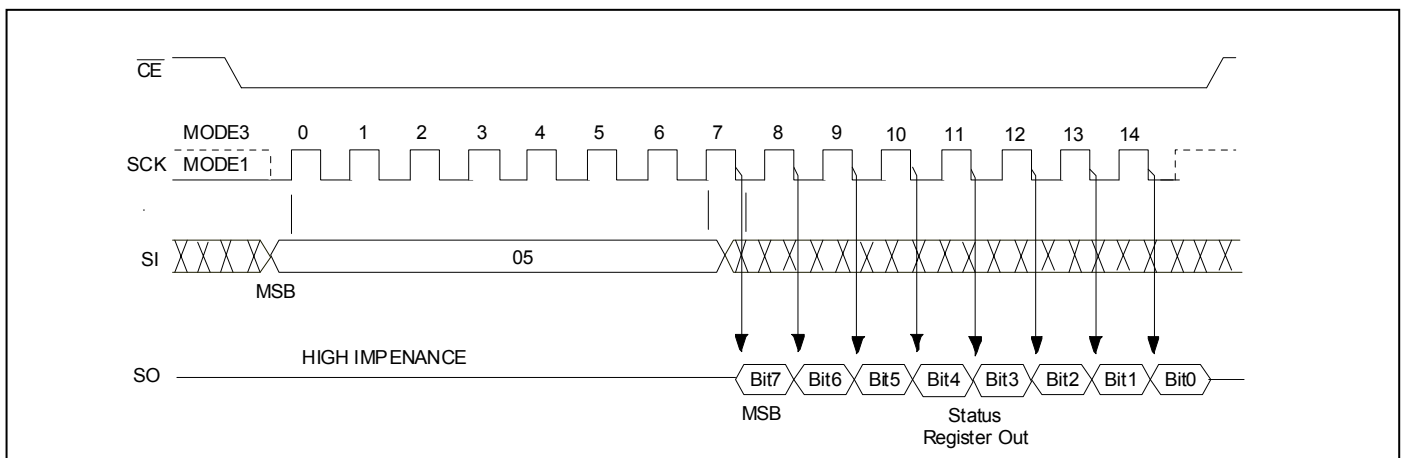 CE
MODE3 0 1 2 3 4 5 6 7 8 9 10 11 12 13 14
SCK MODE1
SI 05
MSB
HIGH IMPENANCE
SO Bit7 Bit6 Bit5 Bit4 Bit3 Bit2 Bit1 Bit0
MSB Status
Register Out